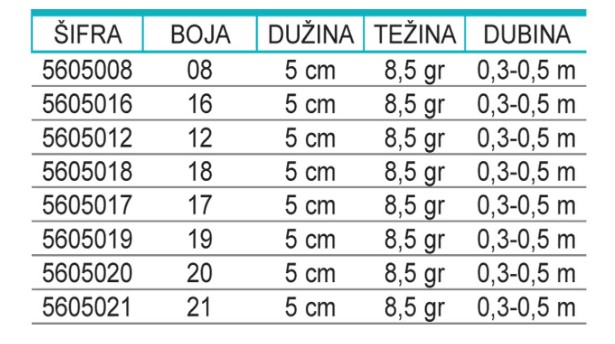 ŠIFRA BOJA DUŽINA TEŽINA DUBINA
5605008 08 5 cm 8,5 gr 0,3-0,5 m
5605016 16 5 cm 8,5 gr 0,3-0,5 m
5605012 12 5 cm 8,5 gr 0,3-0,5 m
5605018 18 5 cm 8,5 gr 0,3-0,5 m
5605017 17 5 cm 8,5 gr 0,3-0,5 m
5605019 19 5 cm 8,5 gr 0,3-0,5 m
5605020 20 5 cm 8,5 gr 0,3-0,5 m
5605021 21 5 cm 8,5 gr 0,3-0,5 m